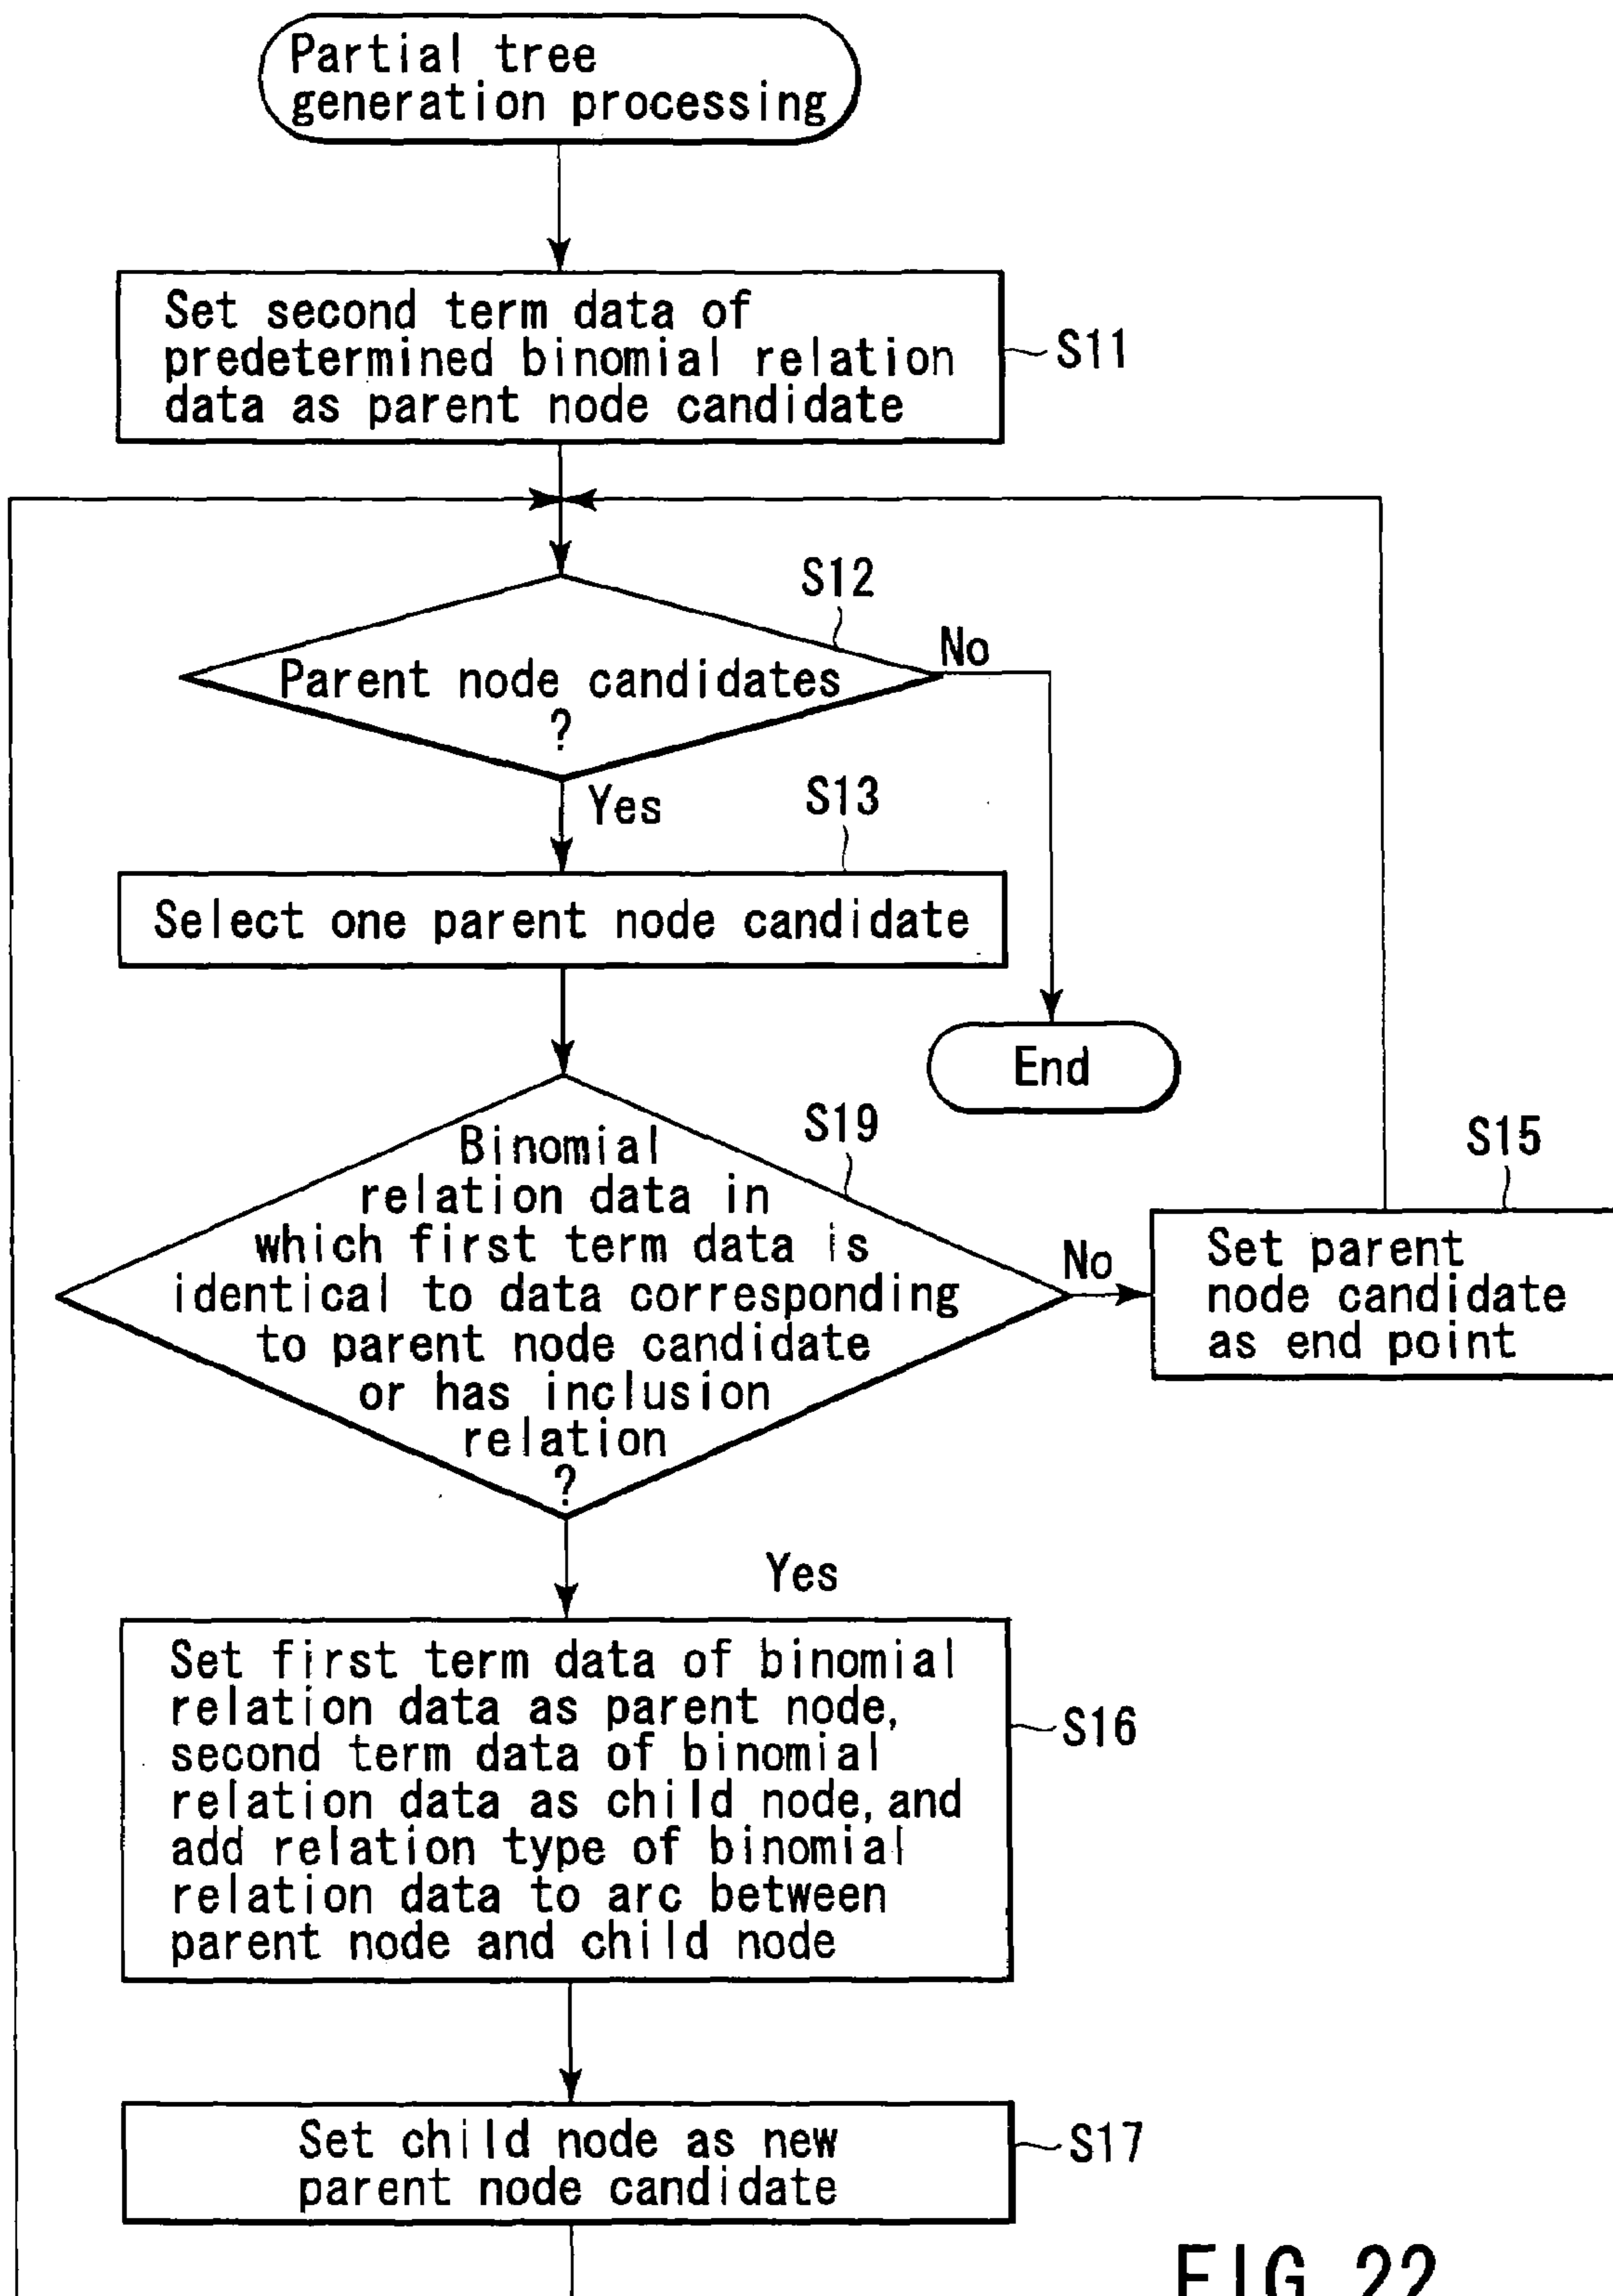 Partial tree
generation processing
Set second term data of
predetermined binomial relation
data as parent node candidate
S11
S12
No
Parent node candidates
?
Yes
S13
Select one parent node candidate
End
S19
Binomial
relation data in
which first term data is
identical to data corresponding
to parent node candidate
or has inclusion
relation
?
No
S15
Set parent
node candidate
as end point
Yes
Set first term data of binomial
relation data as parent node,
second term data of binomial
relation data as child node, and
add relation type of binomial
relation data to arc between
parent node and child node
S16
Set child node as new
parent node candidate
S17
FIG. 22